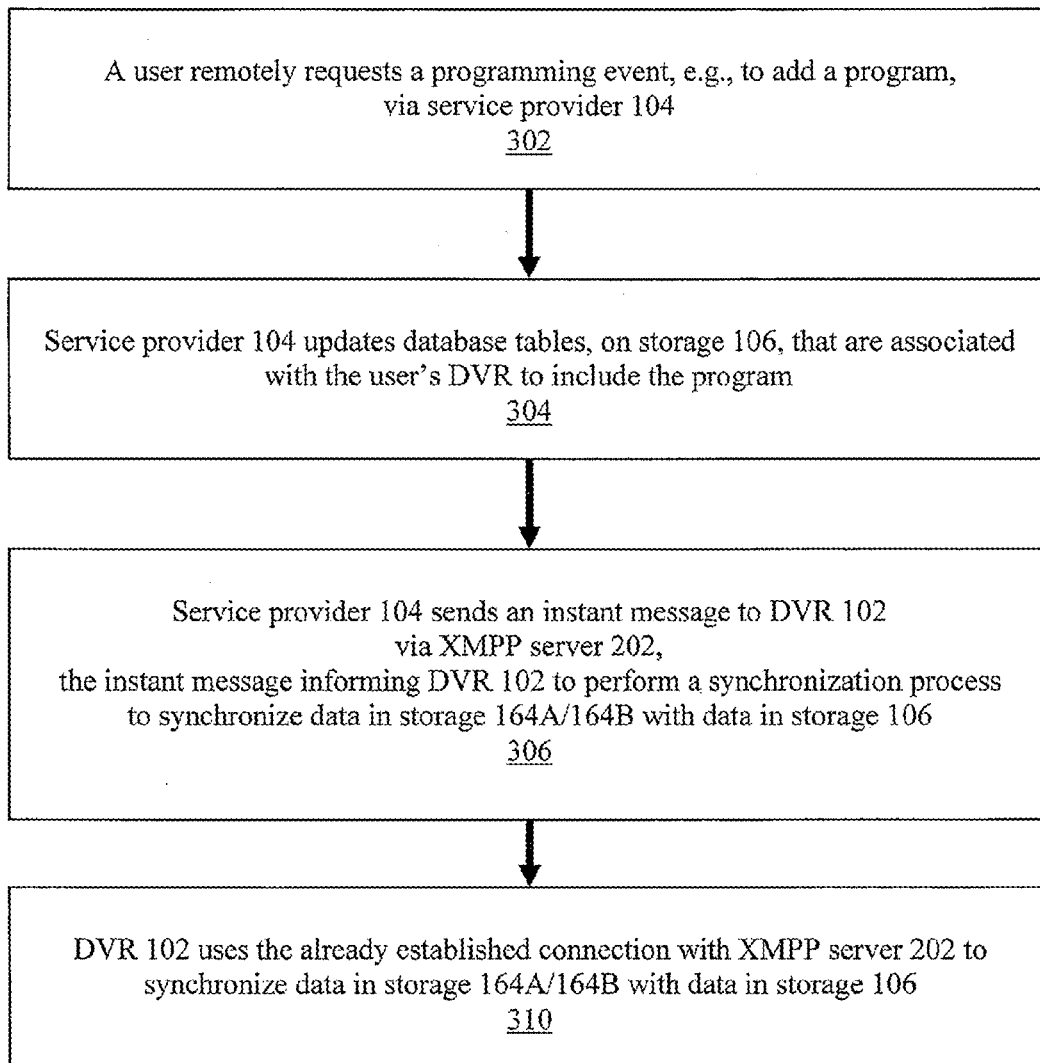 A user remotely requests a programming event, e.g., to add a program,
via service provider 104
302
Service provider 104 updates database tables, on storage 106, that are associated
with the user's DVR to include the program
304
Service provider 104 sends an instant message to DVR 102
via XMPP server 202,
the instant message informing DVR 102 to perform a synchronization process
to synchronize data in storage 164A/164B with data in storage 106
306
DVR 102 uses the already established connection with XMPP server 202 to
synchronize data in storage 164A/164B with data in storage 106
310